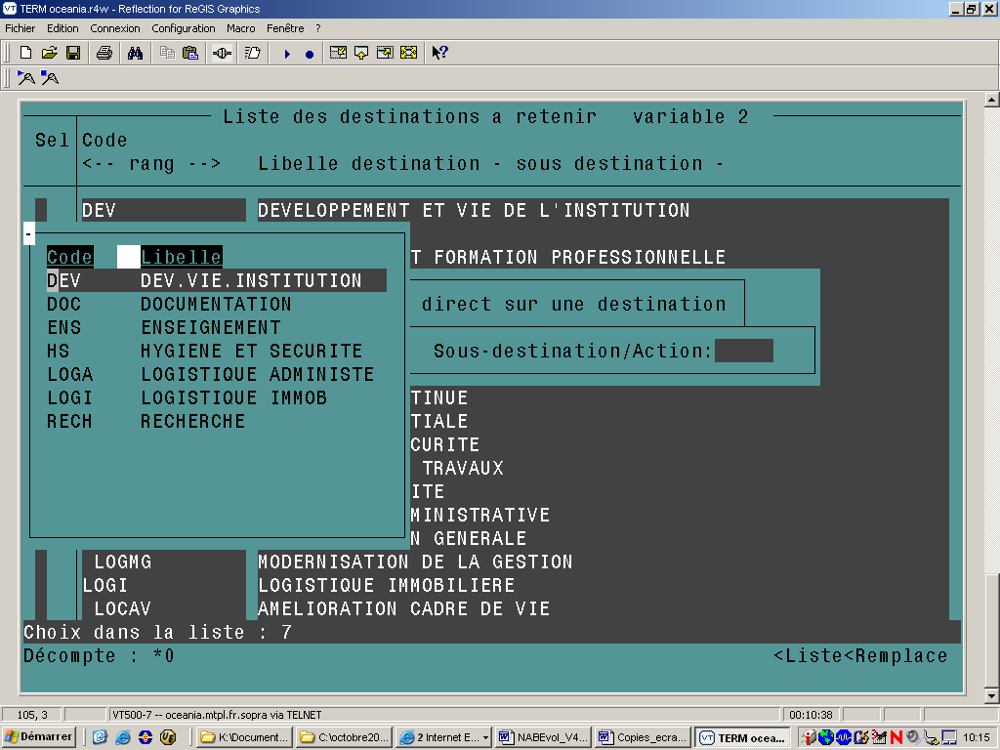 TERM oceania.r4w - Reflection for ReGIS Graphics
Fichier Edition Connexion Configuration Macro Fenêtre ?
Liste des destinations a retenir variable 2
Sel Code
<-- rang --> Libelle destination - sous destination -
DEV DEVELOPPEMENT ET VIE DE L'INSTITUTION
-
Code Libelle T FORMATION PROFESSIONNELLE
DEV DEV.VIE.INSTITUTION
DOC DOCUMENTATION direct sur une destination
ENS ENSEIGNEMENT
HS HYGIENE ET SECURITE Sous-destination/Action:
LOGA LOGISTIQUE ADMINISTE
LOGI LOGISTIQUE IMMOB TINUE
RECH RECHERCHE TIALE
CURITE
TRAVAUX
ITE
MINISTRATIVE
N GENERALE
LOGMG MODERNISATION DE LA GESTION
LOGI LOGISTIQUE IMMOBILIERE
LOCAV AMELIORATION CADRE DE VIE
Choix dans la liste : 7
Décompte : *0 <Liste<Remplace
105, 3 VT500-7 -- oceania.mtpl.fr.sopra via TELNET 00:10:38
Démarrer K:\Document... C:\octobre20... 2 Internet E... NABEvol_V4... Copies_ecra... TERM ocea... 10:15